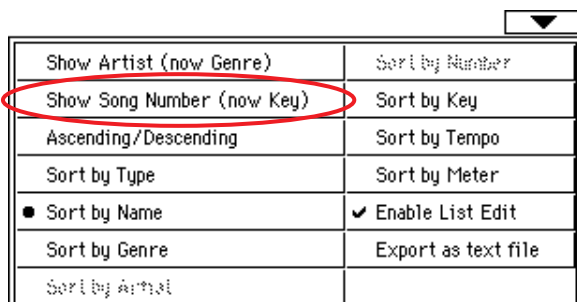 Show Artist (now Genre)
Show Song Number (now Key)
Ascending/Descending
Sort by Type
Sort by Name
Sort by Genre
Sort by Artist
Sort by Number
Sort by Key
Sort by Tempo
Sort by Meter
Enable List Edit
Export as text file